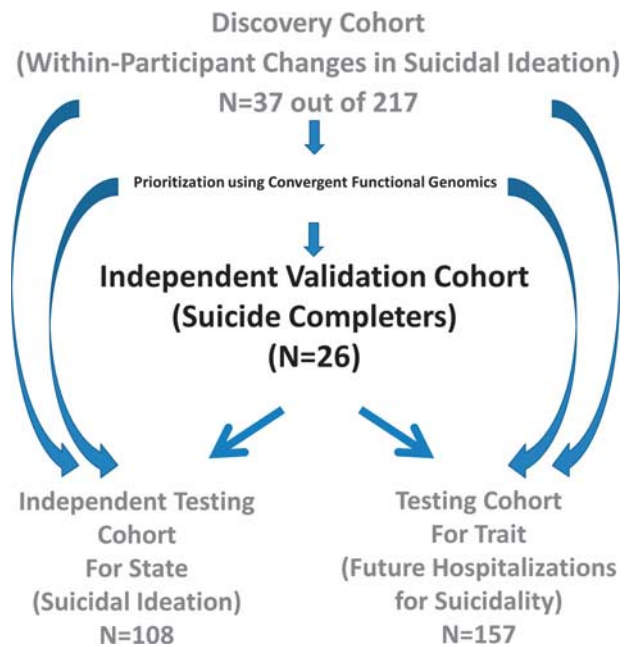 Discovery Cohort
(Within-Participant Changes in Suicidal Ideation)
N=37 out of 217
Prioritization using Convergent Functional Genomics
Independent Validation Cohort
(Suicide Completers)
(N=26)
Independent Testing
Cohort
For State
(Suicidal Ideation)
N=108
Testing Cohort
For Trait
(Future Hospitalizations
for Suicidality)
N=157